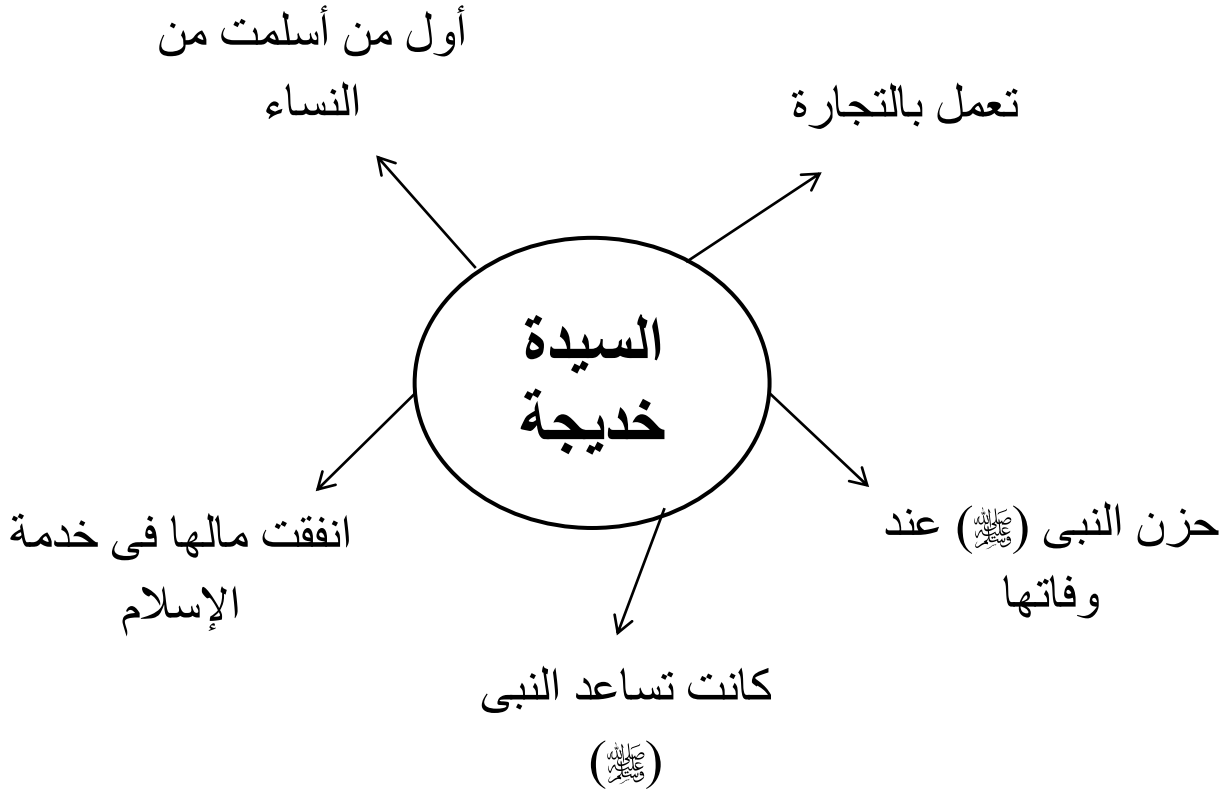 أول من أسلمت من
النساء
تعمل بالتجارة
السيدة
خديجة
حزن النبى (ﷺ) عند
وفاتها
انفقت مالها فى خدمة
الإسلام
كانت تساعد النبى
(ﷺ)